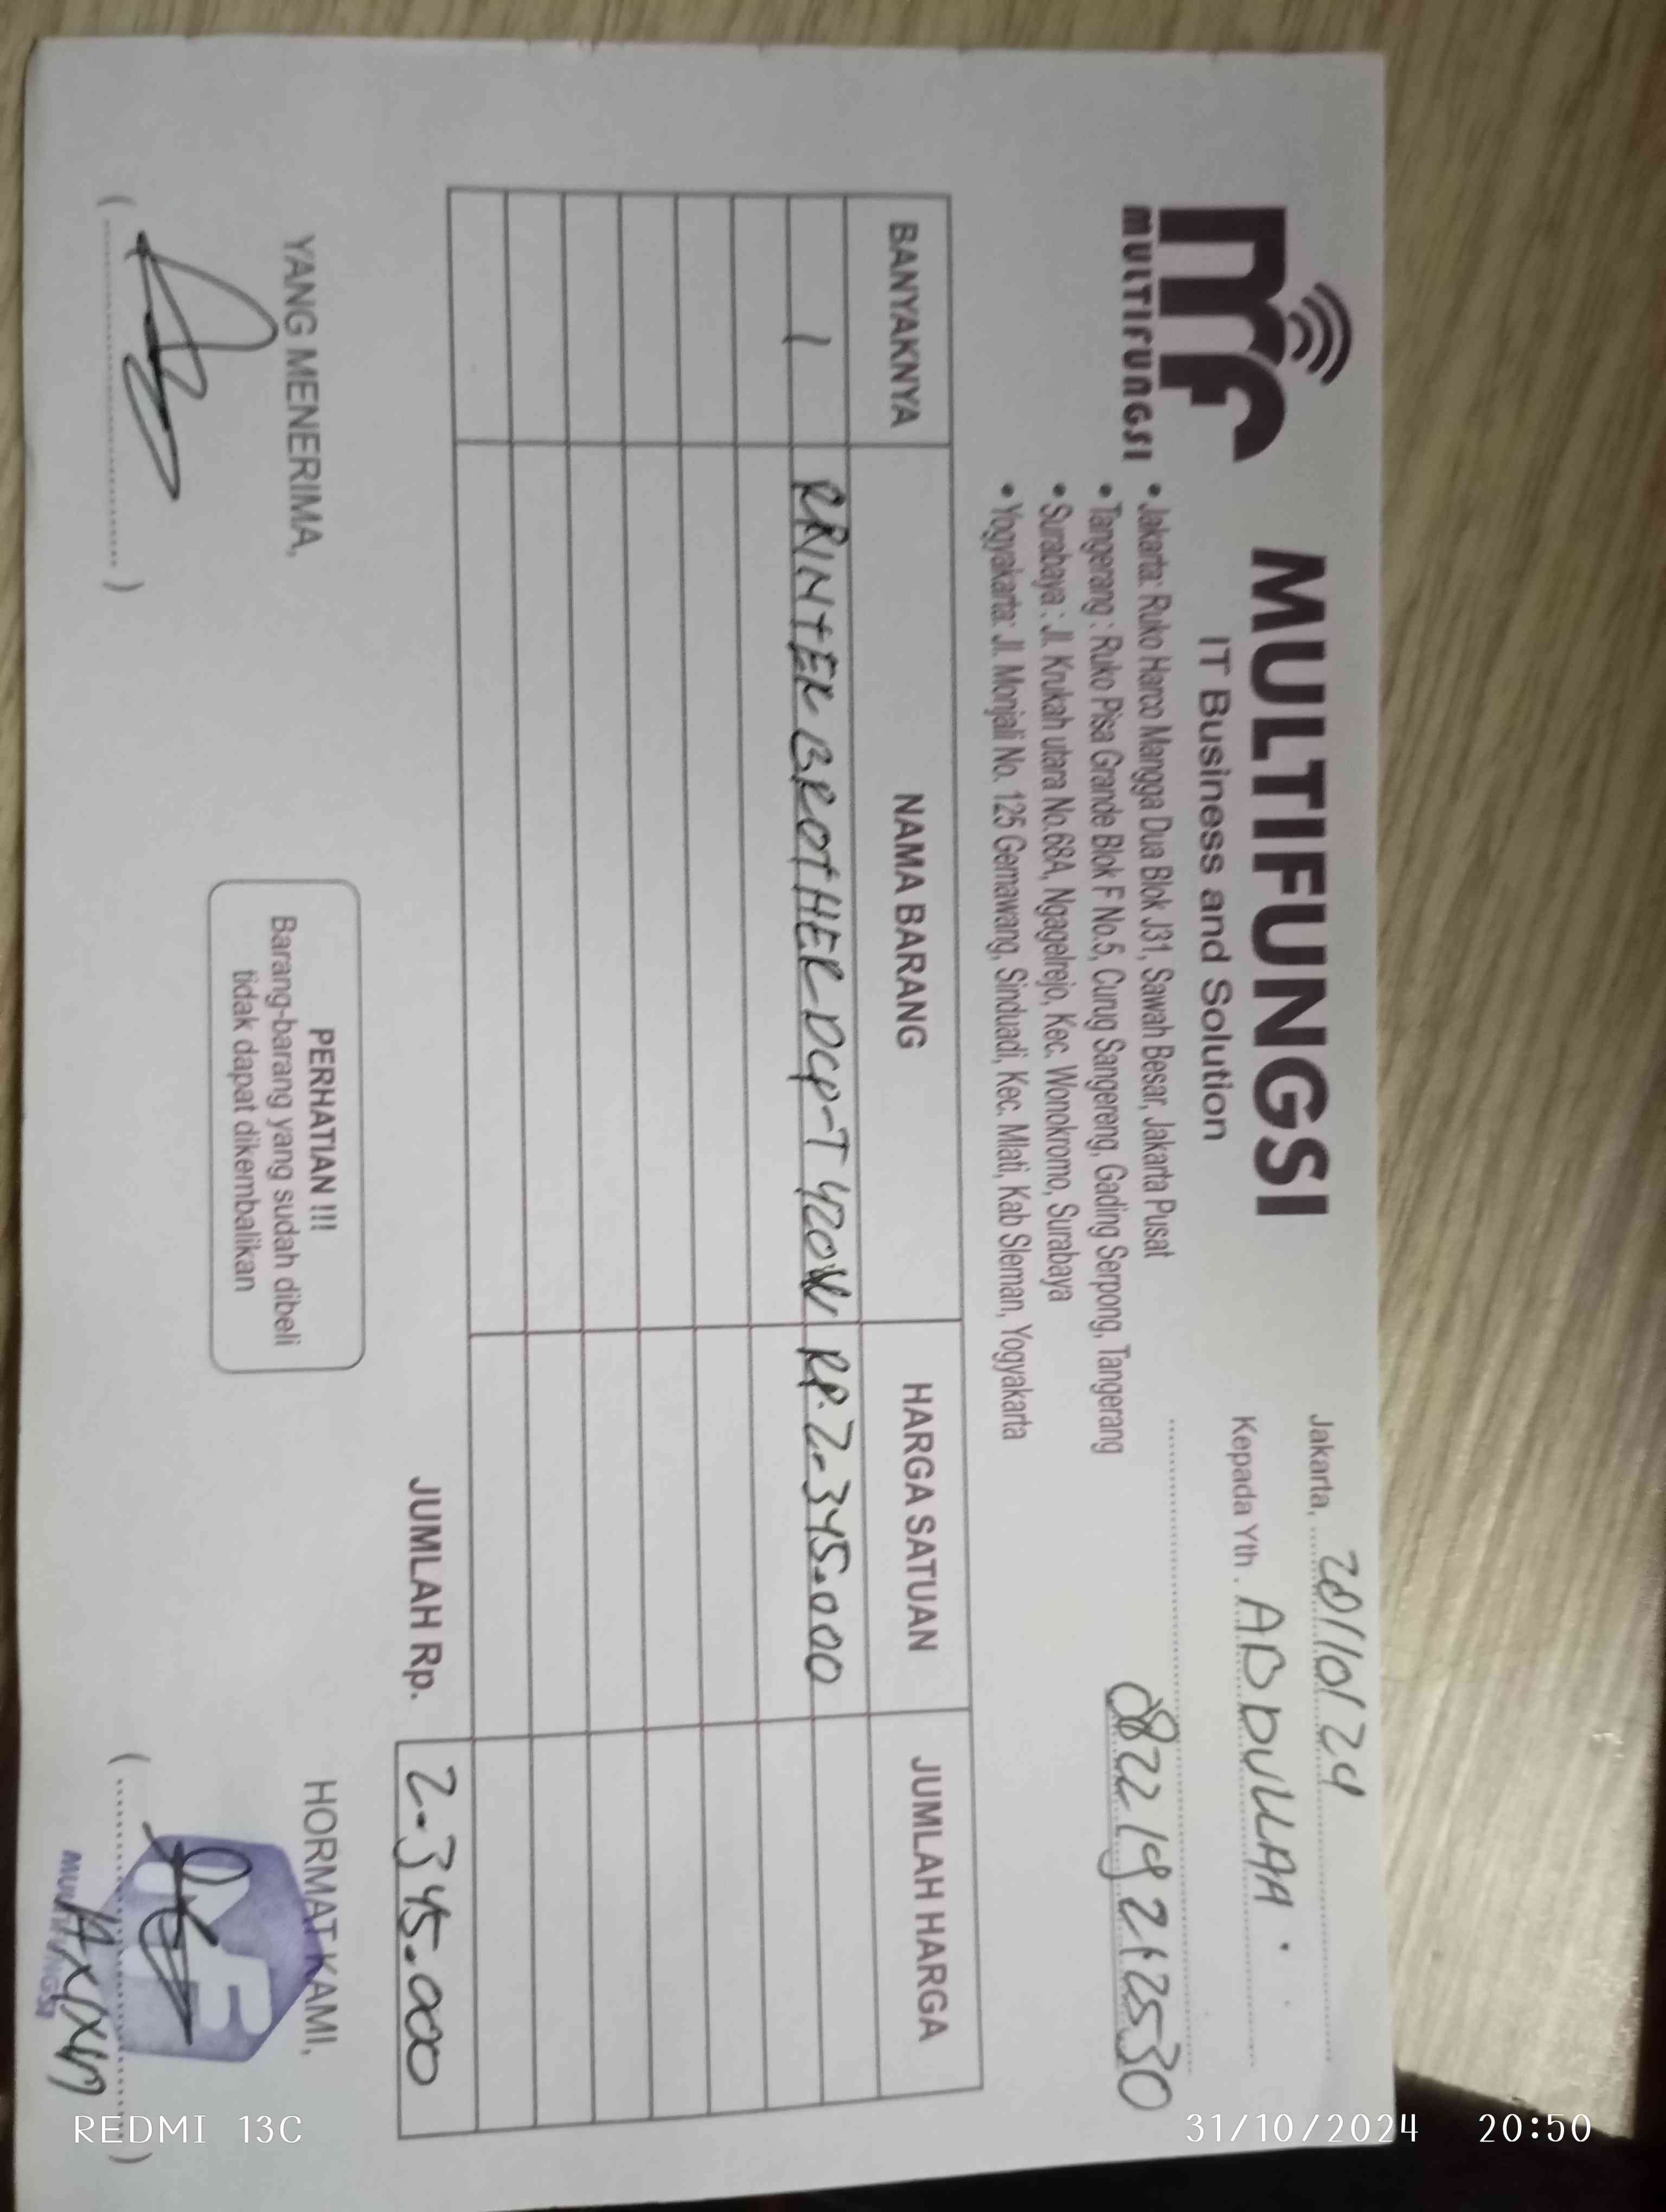 MULTIFUNGSI
MULTIFUNGSI
IT Business and Solution
• Jakarta: Ruko Harco Mangga Dua Blok J31, Sawah Besar, Jakarta Pusat
• Tangerang : Ruko Pisa Grande Blok F No.5, Curug Sangereng, Gading Serpong, Tangerang
• Surabaya : Jl. Krukah utara No.68A, Ngagelrejo, Kec. Wonokromo, Surabaya
• Yogyakarta: Jl. Monjali No. 125 Gemawang, Sinduadi, Kec. Mlati, Kab Sleman, Yogyakarta
Jakarta, 28/10/24
Kepada Yth. ABDULLAH
0822 19 21 2530
BANYAKNYA NAMA BARANG HARGA SATUAN JUMLAH HARGA
1 PRINTER BROTHER DCP-T420W RP. 2.345.000
JUMLAH Rp. 2.345.000
YANG MENERIMA,
PERHATIAN !!!
Barang-barang yang sudah dibeli
tidak dapat dikembalikan
HORMAT KAMI,
REDMI 13C
31/10/2024 20:50